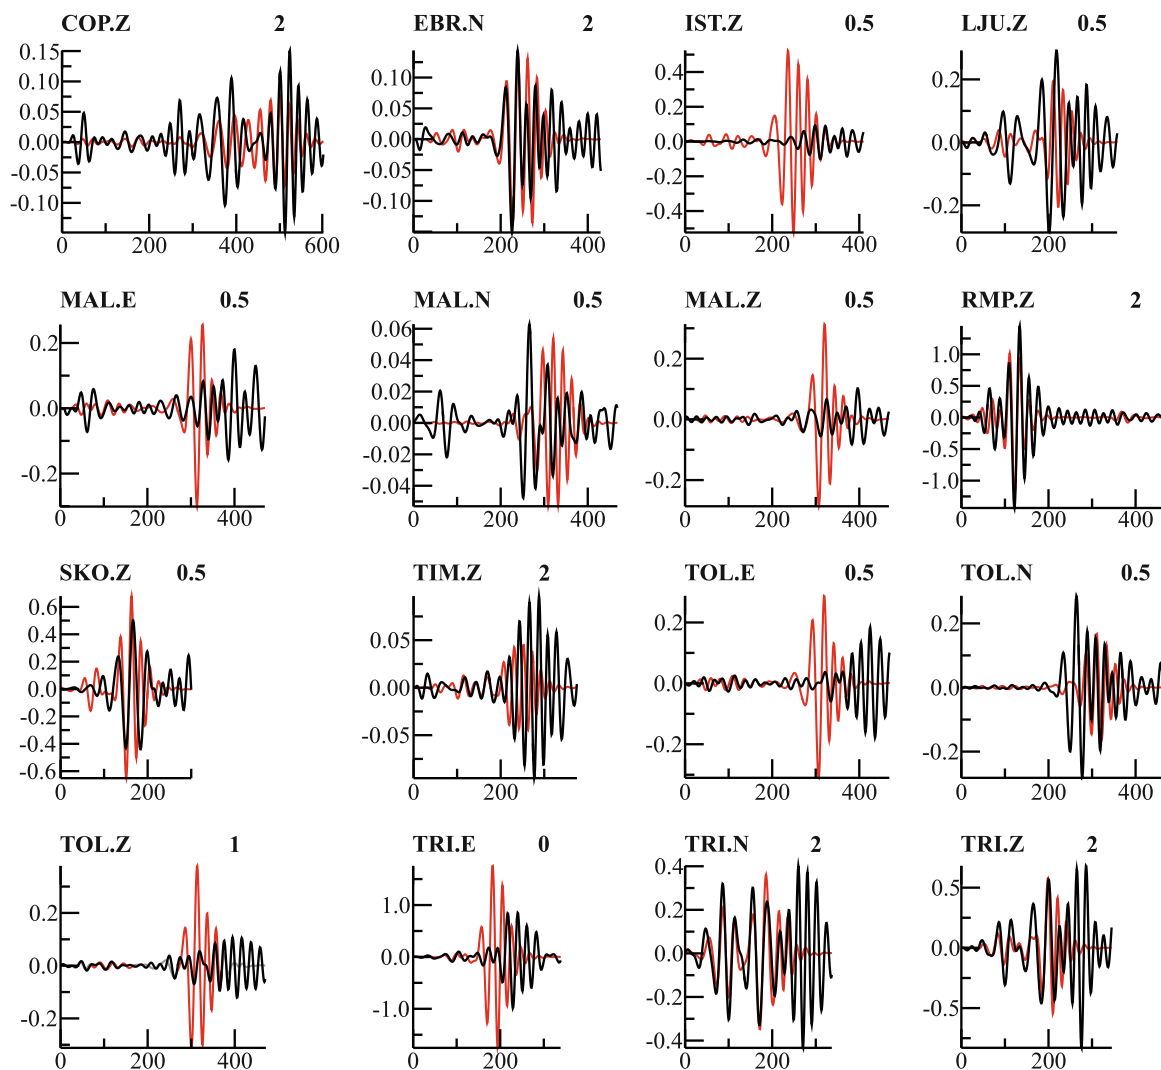 COP.Z 2
0.15
0.10
0.05
0.00
-0.05
-0.10
0 200 400 600
EBR.N 2
0.10
0.05
0.00
-0.05
-0.10
0 200 400
IST.Z 0.5
0.4
0.2
0.0
-0.2
-0.4
0 200 400
LJU.Z 0.5
0.2
0.0
-0.2
0 200
MAL.E 0.5
0.2
0.0
-0.2
0 200 400
MAL.N 0.5
0.06
0.04
0.02
0.00
-0.02
-0.04
0 200 400
MAL.Z 0.5
0.2
0.0
-0.2
0 200 400
RMP.Z 2
1.0
0.5
0.0
-0.5
-1.0
0 200 400
SKO.Z 0.5
0.6
0.4
0.2
0.0
-0.2
-0.4
-0.6
0 200
TIM.Z 2
0.05
0.00
-0.05
0 200
TOL.E 0.5
0.2
0.0
-0.2
0 200 400
TOL.N 0.5
0.2
0.0
-0.2
0 200 400
TOL.Z 1
0.2
0.0
-0.2
0 200 400
TRI.E 0
1.0
0.0
-1.0
0 200
TRI.N 2
0.4
0.2
0.0
-0.2
-0.4
0 200
TRI.Z 2
0.5
0.0
-0.5
0 200